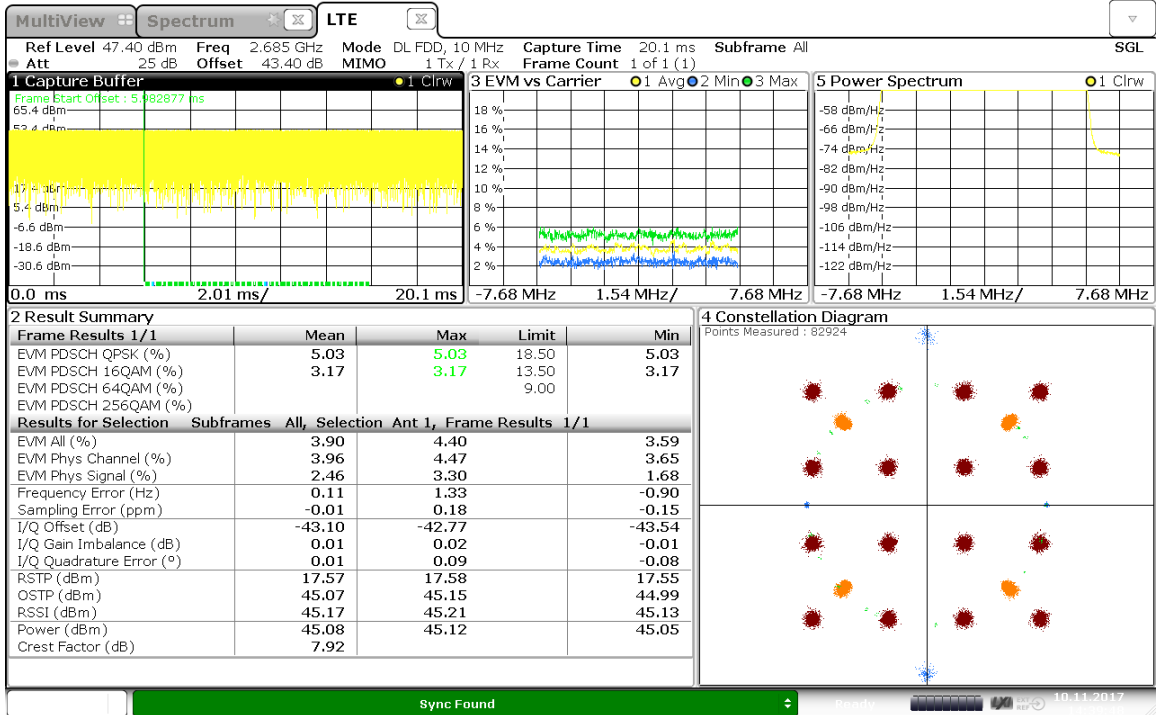 MultiView Spectrum LTE
Ref Level 47.40 dBm Freq 2.685 GHz Mode DL FDD, 10 MHz Capture Time 20.1 ms Subframe All SGL
Att 25 dB Offset 43.40 dB MIMO 1 Tx / 1 Rx Frame Count 1 of 1 (1)
1 Capture Buffer 1 Clrw
Frame Start Offset : 5.982877 ms
65.4 dBm
53.4 dBm
17.4 dBm
5.4 dBm
-6.6 dBm
-18.6 dBm
-30.6 dBm
0.0 ms 2.01 ms/ 20.1 ms
3 EVM vs Carrier 1 Avg 2 Min 3 Max
18 %
16 %
14 %
12 %
10 %
8 %
6 %
4 %
2 %
-7.68 MHz 1.54 MHz/ 7.68 MHz
5 Power Spectrum 1 Clrw
-58 dBm/Hz
-66 dBm/Hz
-74 dBm/Hz
-82 dBm/Hz
-90 dBm/Hz
-98 dBm/Hz
-106 dBm/Hz
-114 dBm/Hz
-122 dBm/Hz
-7.68 MHz 1.54 MHz/ 7.68 MHz
2 Result Summary
Frame Results 1/1 Mean Max Limit Min
EVM PDSCH QPSK (%) 5.03 5.03 18.50 5.03
EVM PDSCH 16QAM (%) 3.17 3.17 13.50 3.17
EVM PDSCH 64QAM (%) 9.00
EVM PDSCH 256QAM (%)
Results for Selection Subframes All, Selection Ant 1, Frame Results 1/1
EVM All (%) 3.90 4.40 3.59
EVM Phys Channel (%) 3.96 4.47 3.65
EVM Phys Signal (%) 2.46 3.30 1.68
Frequency Error (Hz) 0.11 1.33 -0.90
Sampling Error (ppm) -0.01 0.18 -0.15
I/Q Offset (dB) -43.10 -42.77 -43.54
I/Q Gain Imbalance (dB) 0.01 0.02 -0.01
I/Q Quadrature Error (°) 0.01 0.09 -0.08
RSTP (dBm) 17.57 17.58 17.55
OSTP (dBm) 45.07 45.15 44.99
RSSI (dBm) 45.17 45.21 45.13
Power (dBm) 45.08 45.12 45.05
Crest Factor (dB) 7.92
4 Constellation Diagram
Points Measured : 82924
Sync Found Ready LXI EXT REF 10.11.2017